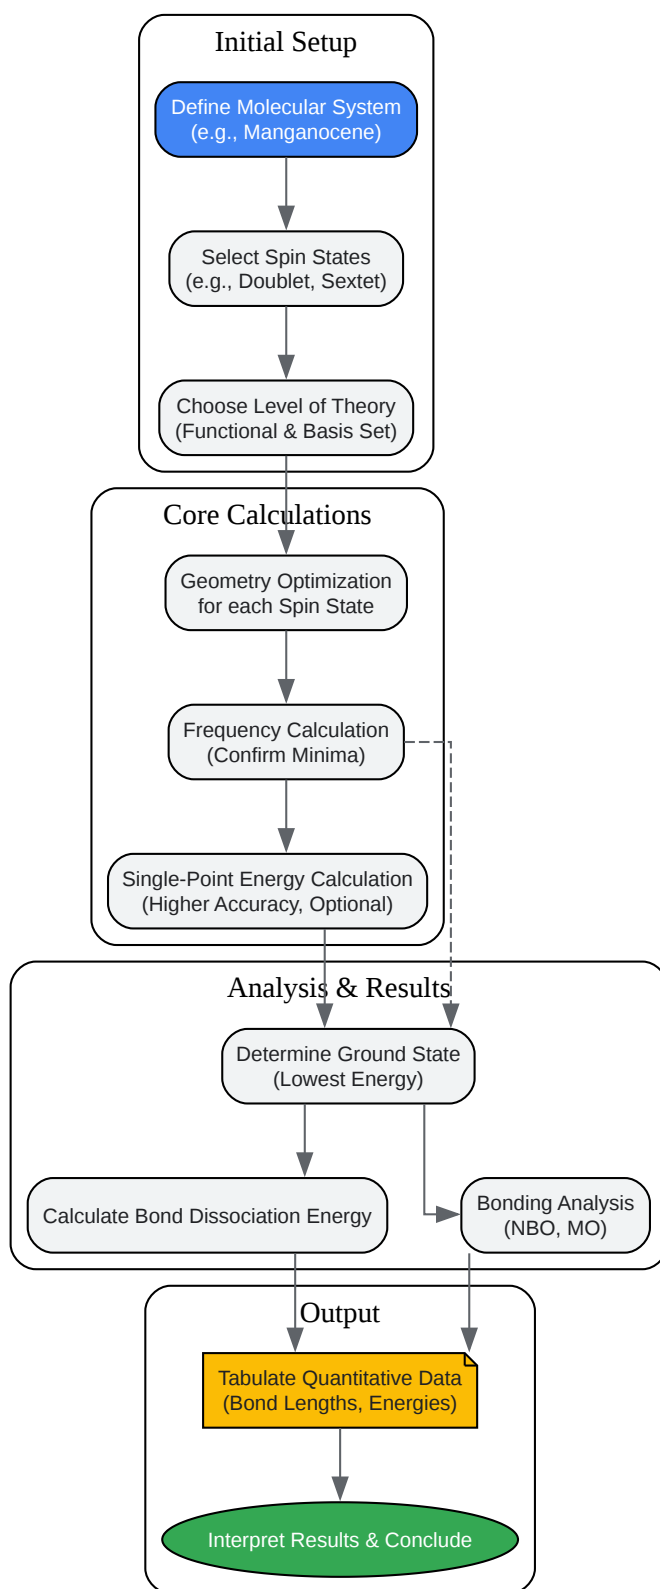 Initial Setup
Define Molecular System
(e.g., Manganocene)
Select Spin States
(e.g., Doublet, Sextet)
Choose Level of Theory
(Functional & Basis Set)
Core Calculations
Geometry Optimization
for each Spin State
Frequency Calculation
(Confirm Minima)
Single-Point Energy Calculation
(Higher Accuracy, Optional)
Analysis & Results
Determine Ground State
(Lowest Energy)
Calculate Bond Dissociation Energy
Bonding Analysis
(NBO, MO)
Output
Tabulate Quantitative Data
(Bond Lengths, Energies)
Interpret Results & Conclude